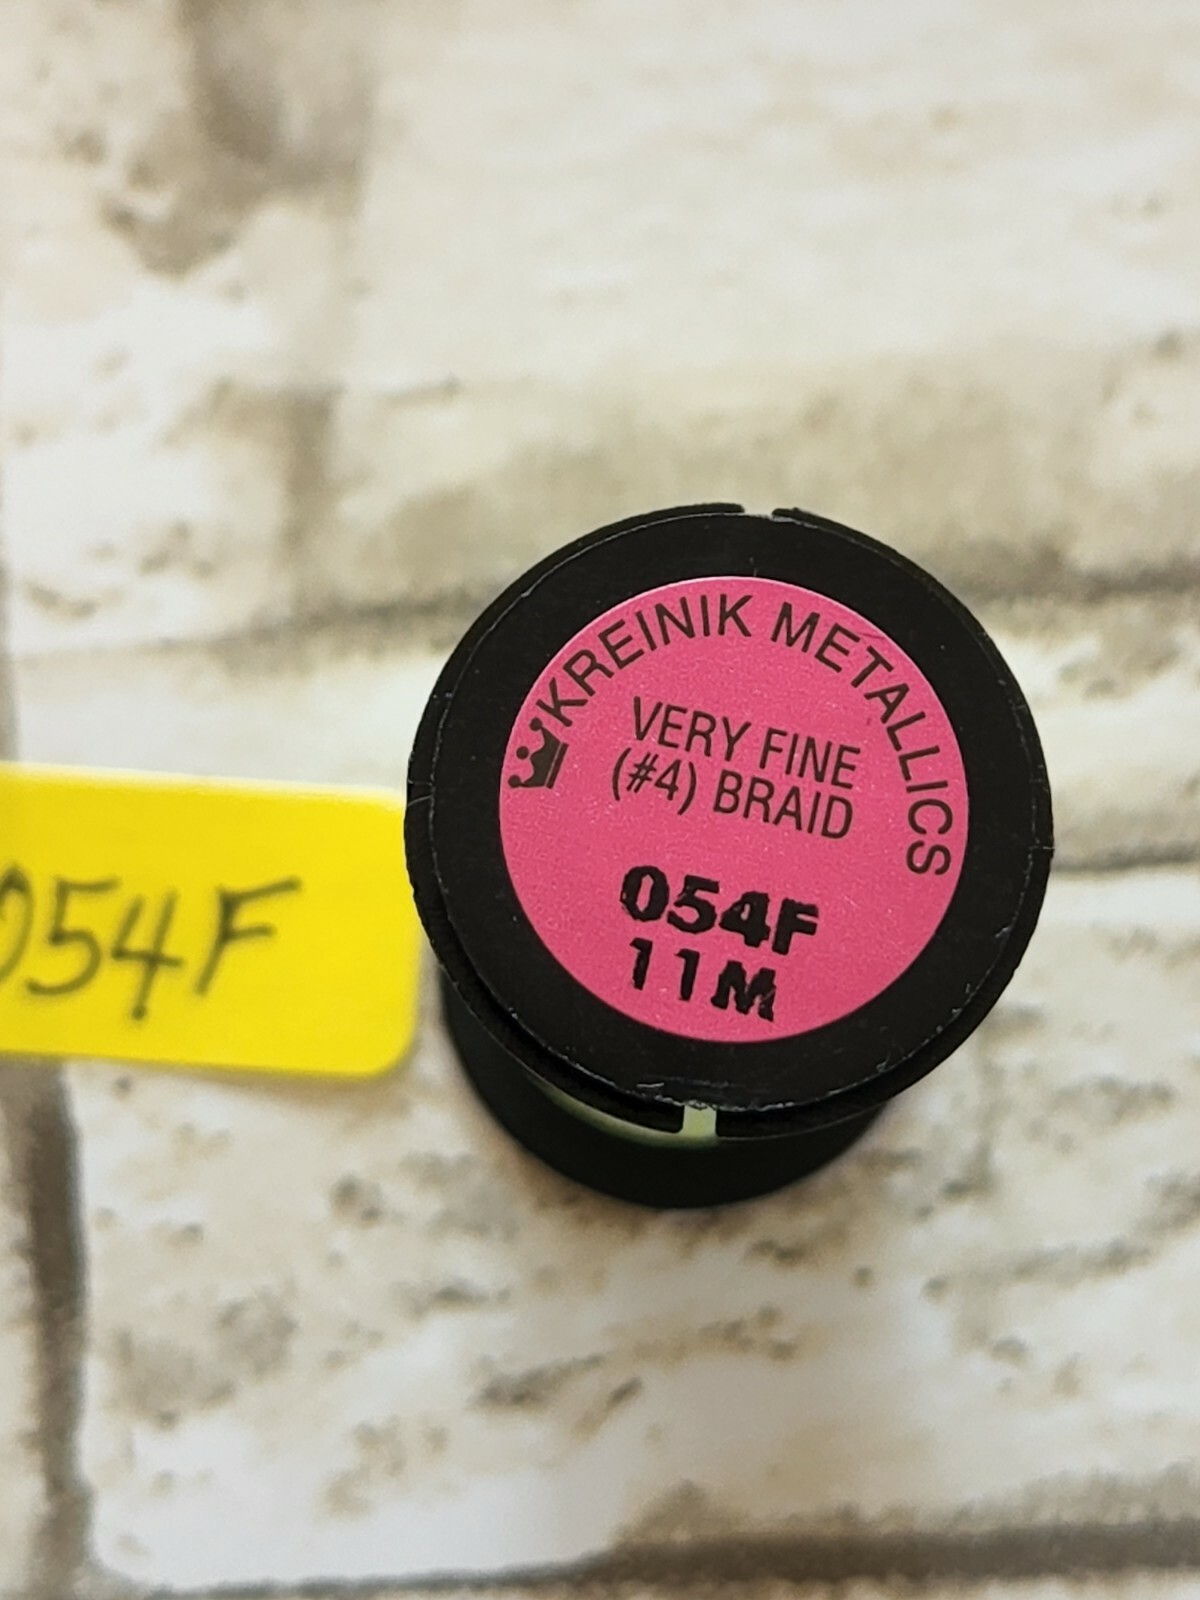 KREINIK METALLICS
VERY FINE
(#4) BRAID
054F
11M
054F